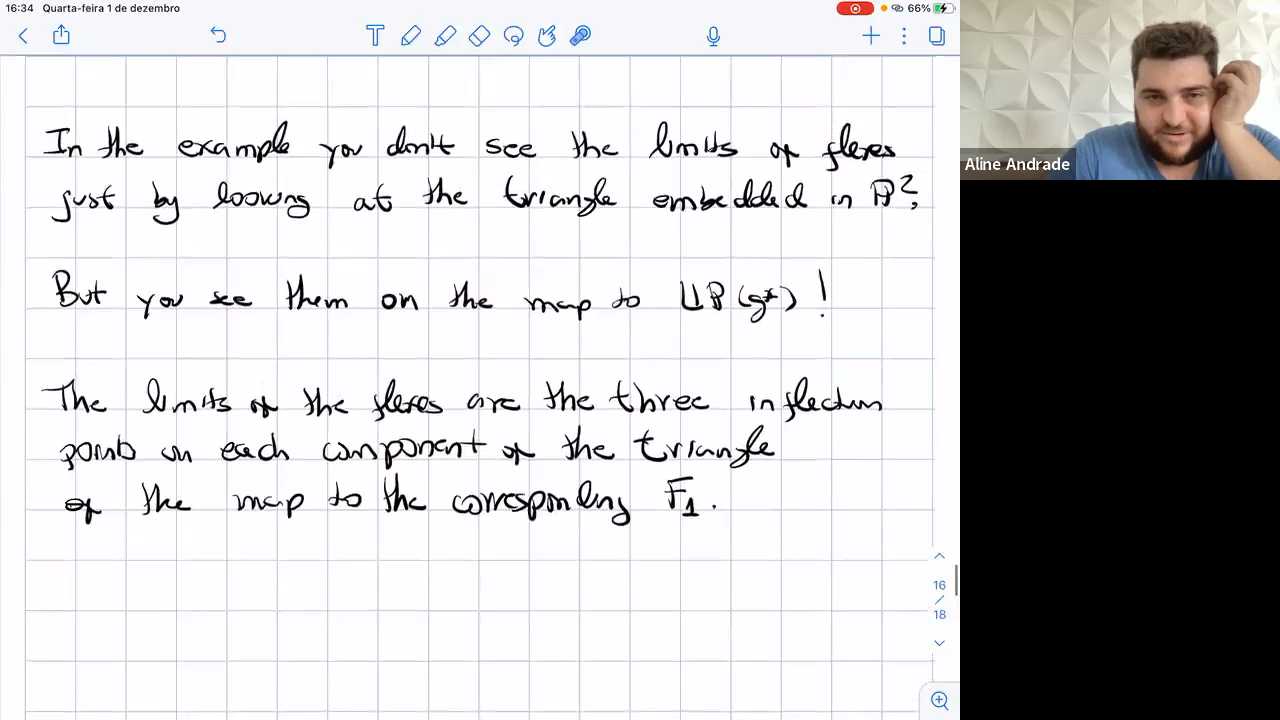 16:34 Quarta-feira 1 de dezembro
66%
In the example you don't see the limits of flexes
just by looking at the triangle embedded in ℙ²,
But you see them on the map to ⊔ℙ(g*)!
The limits of the flexes are the three inflection
points on each component of the triangle
of the map to the corresponding F₁.
16
/
18
Aline Andrade